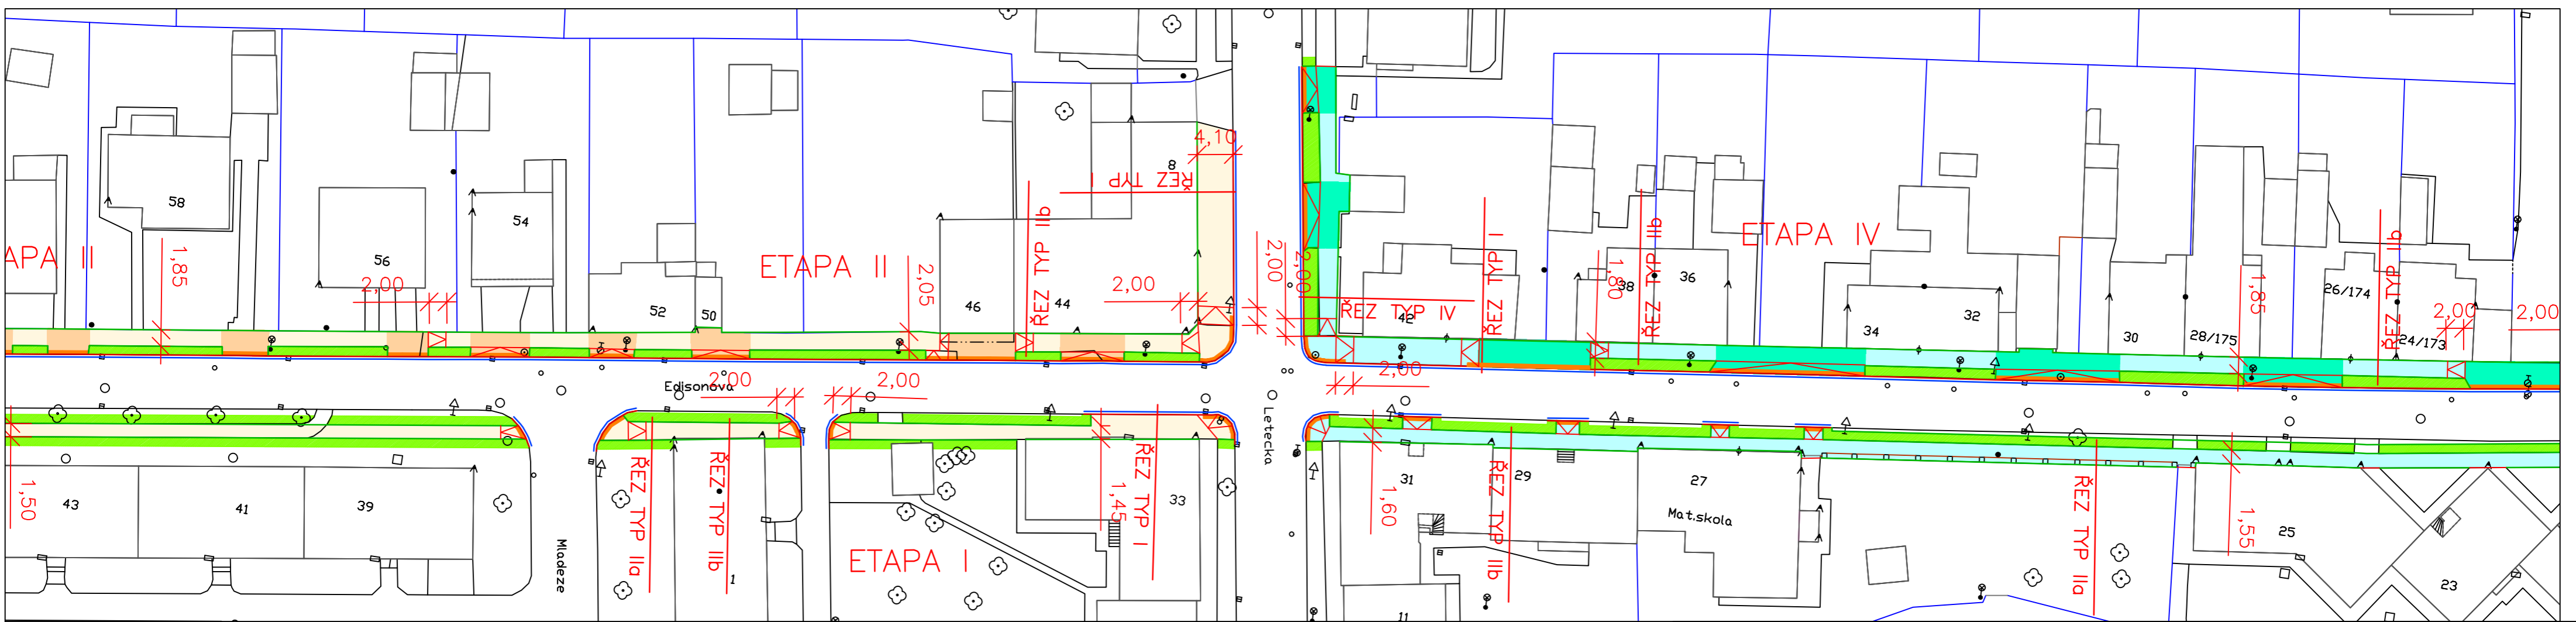 4,10
8
ŘEZ TYP I
58
54
ŘEZ TYP IIb
ŘEZ TYP I
ŘEZ TYP IIb
ETAPA IV
ŘEZ TYP IIb
APA II
1,85
56
2,00
ETAPA II
2,05
2,00
2,00
2,00
38
36
1,80
1,85
26/174
52
50
46
44
ŘEZ TYP IV
42
34
32
30
28/175
24/173
2,00
2,00
Edisonova
2,00
2,00
2,00
Letecka
1,50
43
41
39
Mladeze
ŘEZ TYP IIa
ŘEZ TYP IIb
1
ETAPA I
1,45
ŘEZ TYP I
33
1,60
31
ŘEZ TYP IIb
29
27
Mat.skola
ŘEZ TYP IIa
1,55
25
23
11